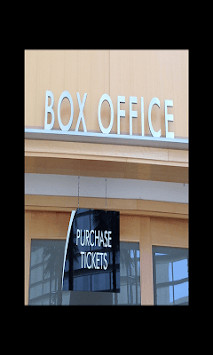 BOX OFFICE
PURCHASE
TICKETS